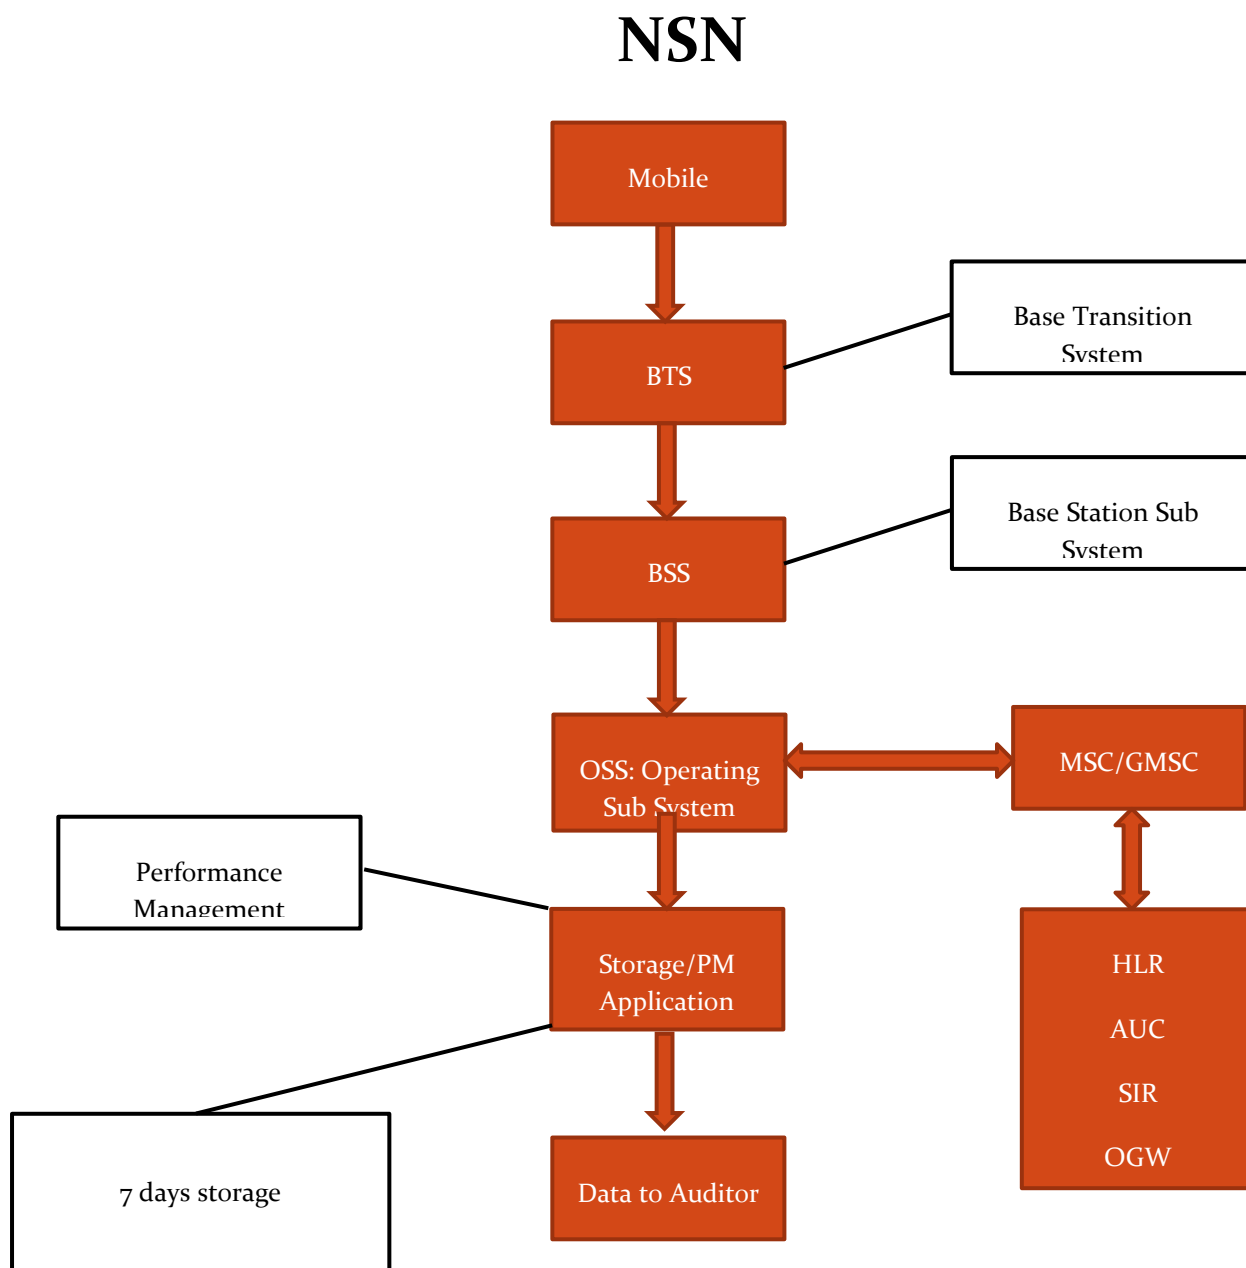 NSN
Mobile
Base Transition
System
BTS
Base Station Sub
System
BSS
OSS: Operating
Sub System
MSC/GMSC
Performance
Management
Storage/PM
Application
HLR
AUC
SIR
OGW
7 days storage
Data to Auditor